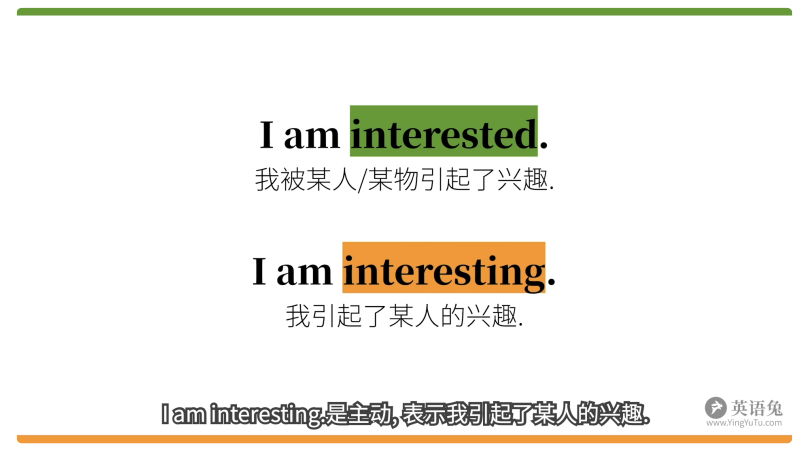 I am interested.
我被某人/某物引起了兴趣.
I am interesting.
我引起了某人的兴趣.
英语兔
www.YingYuTu.com
I am interesting.是主动, 表示我引起了某人的兴趣.